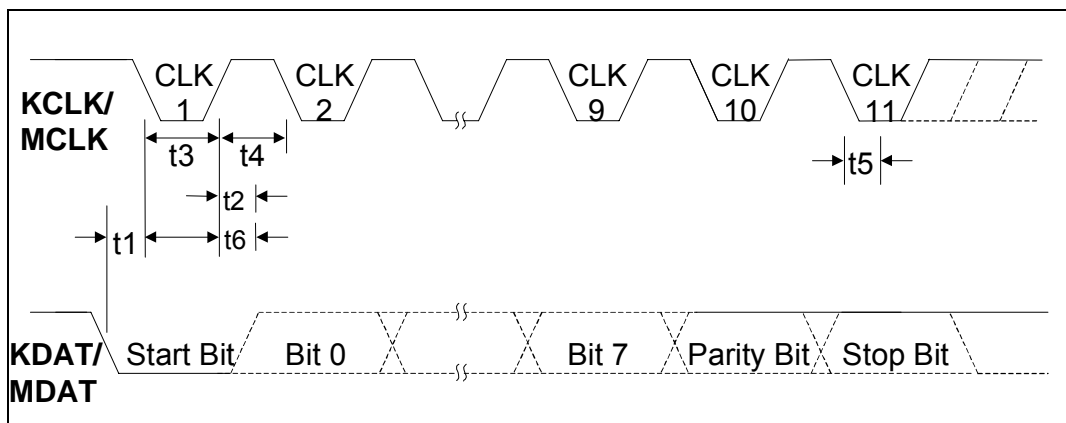 CLK 1
CLK 2
CLK 9
CLK 10
CLK 11
KCLK/
MCLK
t3
t4
t5
t2
t1
t6
KDAT/
MDAT
Start Bit
Bit 0
Bit 7
Parity Bit
Stop Bit